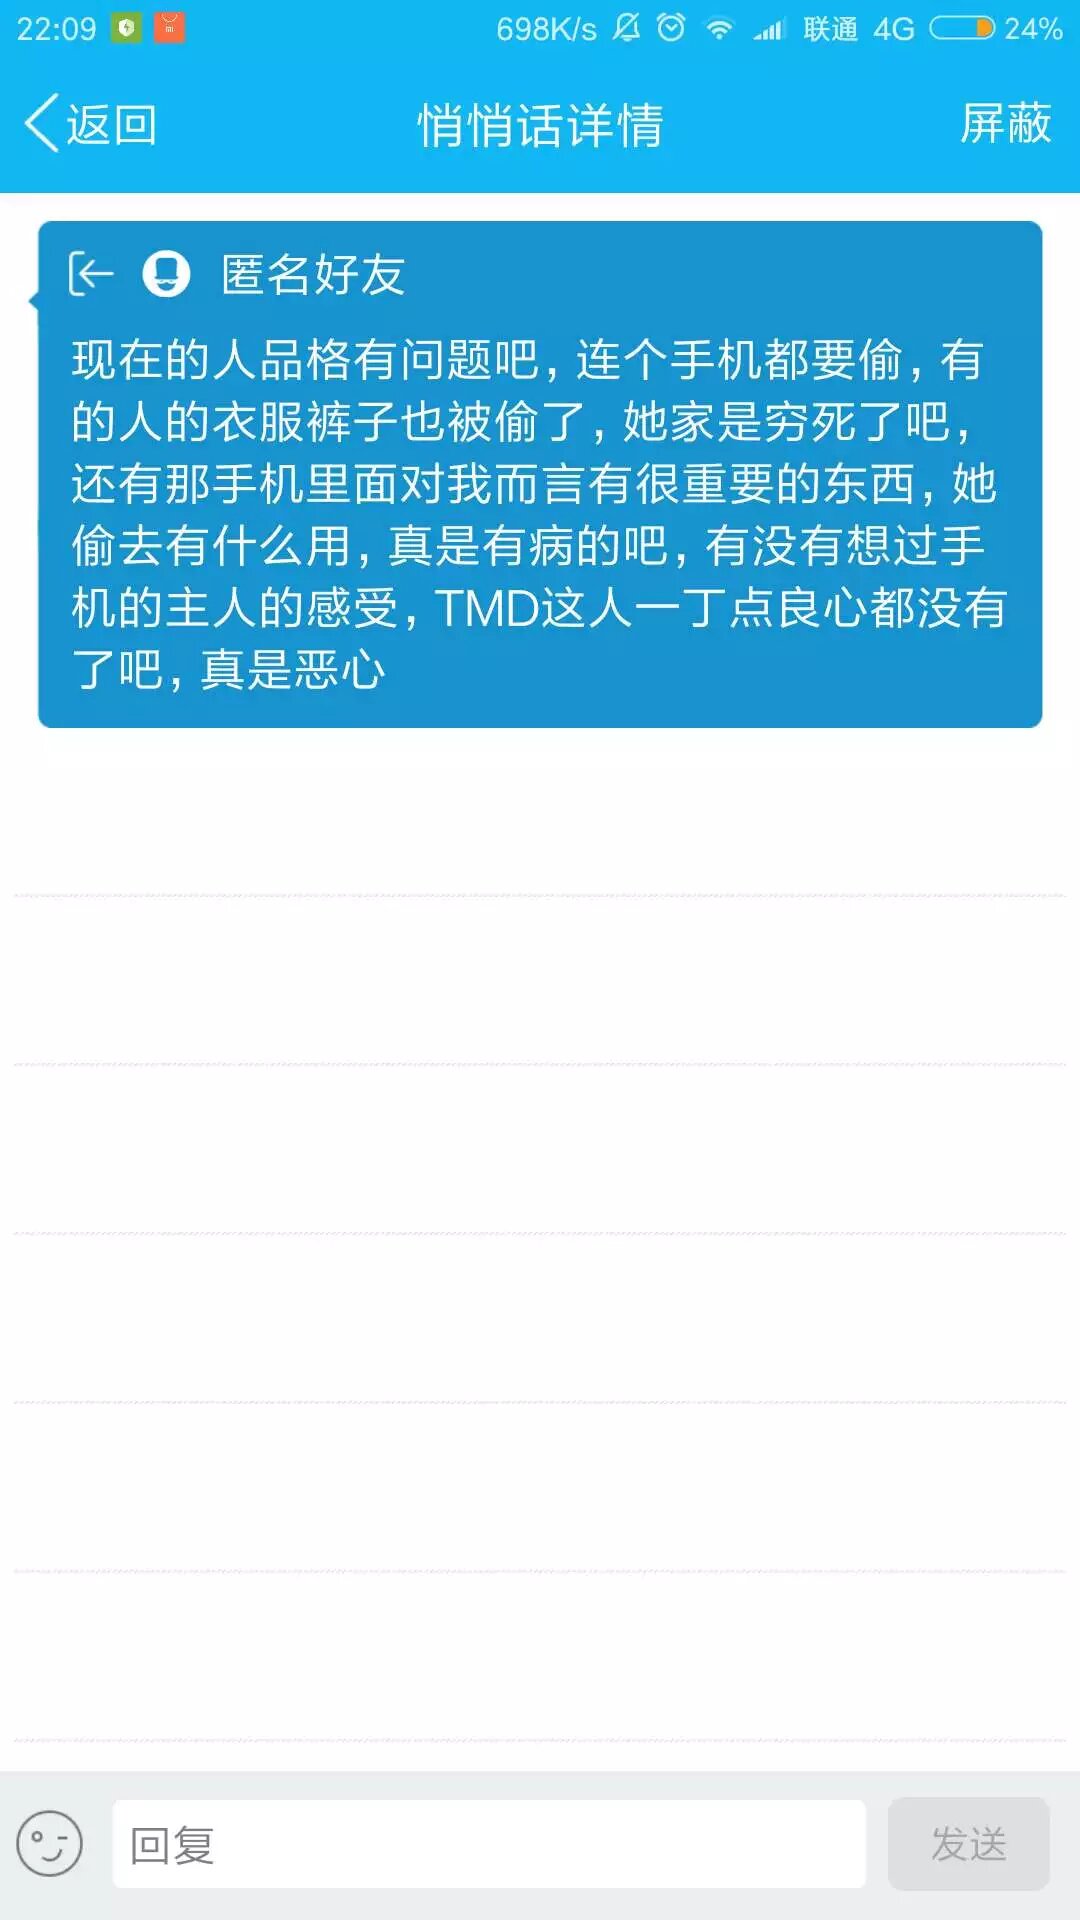 22:09 698K/s 联通 4G 24%
返回 悄悄话详情 屏蔽
匿名好友
现在的人品格有问题吧,连个手机都要偷,有
的人的衣服裤子也被偷了,她家是穷死了吧,
还有那手机里面对我而言有很重要的东西,她
偷去有什么用,真是有病的吧,有没有想过手
机的主人的感受,TMD这人一丁点良心都没有
了吧,真是恶心
回复 发送